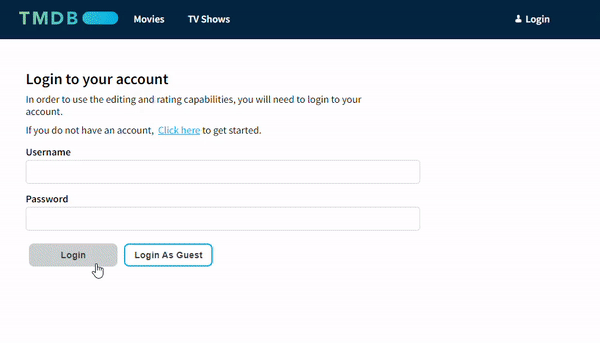 TMDB Movies TV Shows Login
Login to your account
In order to use the editing and rating capabilities, you will need to login to your
account.
If you do not have an account, Click here to get started.
Username
Password
Login Login As Guest